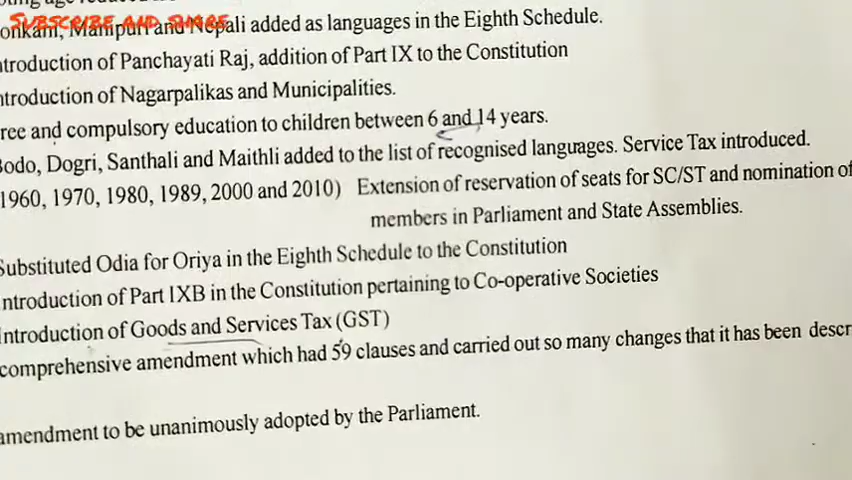 SUBSCRIBE AND SHARE
onkani, Manipuri and Nepali added as languages in the Eighth Schedule.
ntroduction of Panchayati Raj, addition of Part IX to the Constitution
ntroduction of Nagarpalikas and Municipalities.
ree and compulsory education to children between 6 and 14 years.
Bodo, Dogri, Santhali and Maithli added to the list of recognised languages. Service Tax introduced.
1960, 1970, 1980, 1989, 2000 and 2010) Extension of reservation of seats for SC/ST and nomination of
members in Parliament and State Assemblies.
Substituted Odia for Oriya in the Eighth Schedule to the Constitution
ntroduction of Part IXB in the Constitution pertaining to Co-operative Societies
Introduction of Goods and Services Tax (GST)
comprehensive amendment which had 59 clauses and carried out so many changes that it has been descr
amendment to be unanimously adopted by the Parliament.